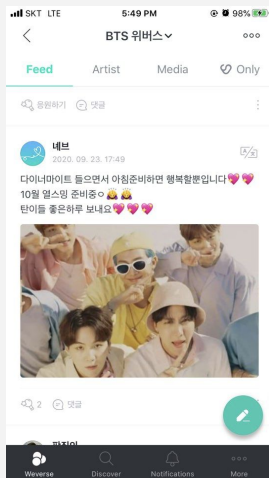 SKT LTE 5:49 PM @ 98%
BTS 위버스
Feed Artist Media Only
응원하기 댓글
네브
2020. 09. 23. 17:49
다이너마이트 들으면서 아침준비하면 행복할뿐입니다💖💖
10월 열스밍 준비중ㅇ🙇🙇
탄이들 좋은하루 보내요💖💖💖
2 댓글
Weverse Discover Notifications More